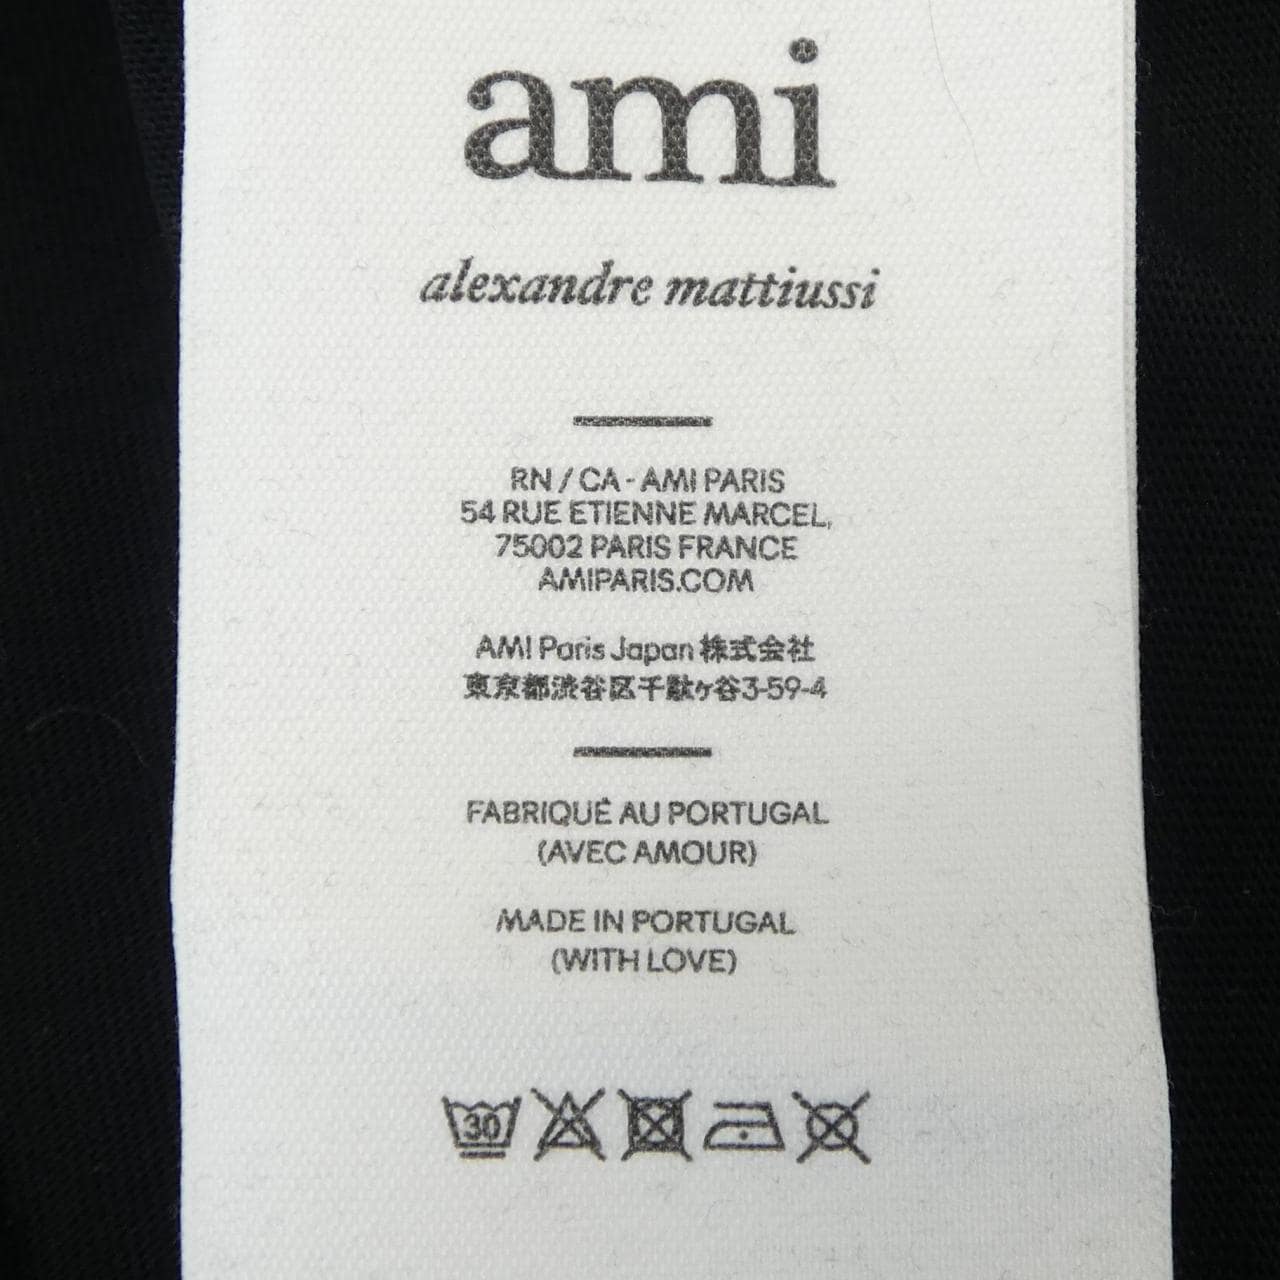 ami
alexandre mattiussi
RN / CA - AMI PARIS
54 RUE ETIENNE MARCEL,
75002 PARIS FRANCE
AMIPARIS.COM
AMI Paris Japan 株式会社
東京都渋谷区千駄ヶ谷3-59-4
FABRIQUÉ AU PORTUGAL
(AVEC AMOUR)
MADE IN PORTUGAL
(WITH LOVE)
30